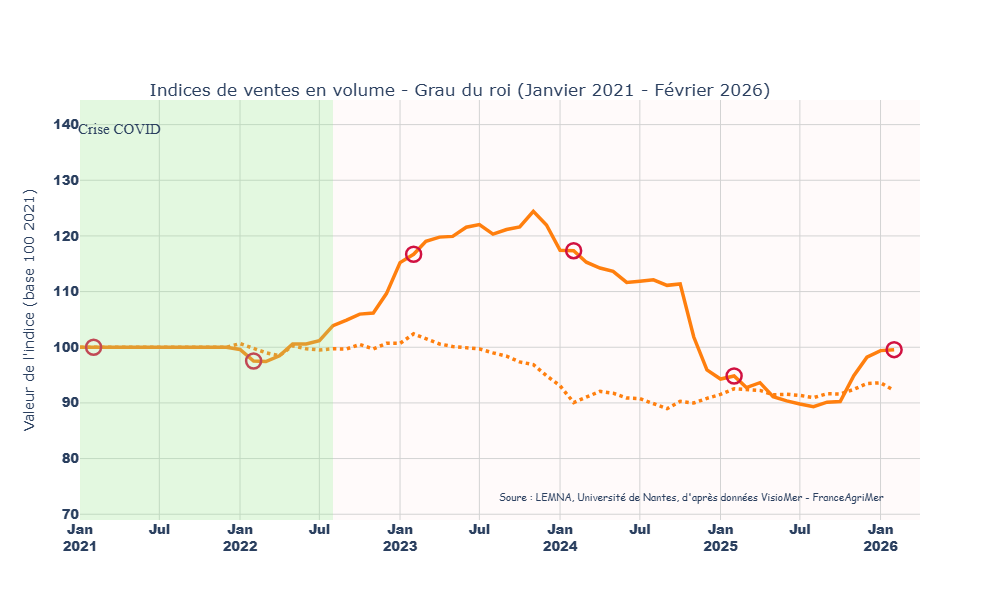 Indices de ventes en volume - Grau du roi (Janvier 2021 - Février 2026)
Crise COVID
Valeur de l'indice (base 100 2021)
140
130
120
110
100
90
80
70
Soure : LEMNA, Université de Nantes, d'après données VisioMer - FranceAgriMer
Jan Jul Jan Jul Jan Jul Jan Jul Jan Jul Jan
2021 2022 2023 2024 2025 2026